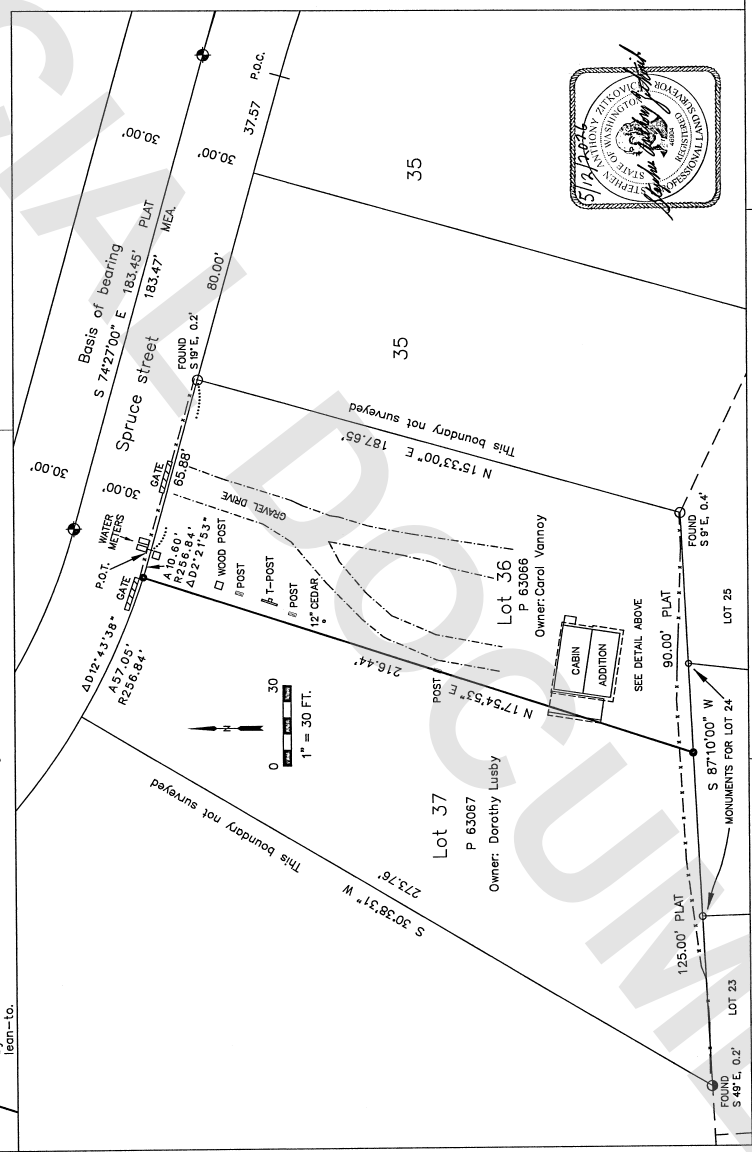 lean-to.
30.00'
30.00'
37.57
P.O.C.
Basis of bearing
S 74°27'00" E
183.45'
PLAT
183.47'
MEA.
80.00'
Spruce street
30.00'
30.00'
FOUND
S 19° E, 0.2'
GATE
65.88'
WATER
METERS
P.O.T.
GATE
A10.60'
R256.84'
ΔD2°21'53"
ΔD12°43'38"
A57.05'
R256.84'
WOOD POST
POST
T-POST
POST
12" CEDAR
GRAVEL DRIVE
35
35
STEPHEN ANTHONY ZITKOVICH
STATE OF WASHINGTON
REGISTERED
PROFESSIONAL LAND SURVEYOR
N 15°33'00" E
187.65'
This boundary not surveyed
0
30
1" = 30 FT.
N
216.44'
N 17°54'53" E
POST
Lot 36
P 63066
Owner: Carol Vannoy
CABIN
ADDITION
SEE DETAIL ABOVE
This boundary not surveyed
S 30°38'31" W
273.76'
Lot 37
P 63067
Owner: Dorothy Lusby
FOUND
S 9° E, 0.4'
90.00' PLAT
LOT 25
S 87°10'00" W
MONUMENTS FOR LOT 24
125.00' PLAT
LOT 23
FOUND
S 49° E, 0.2'